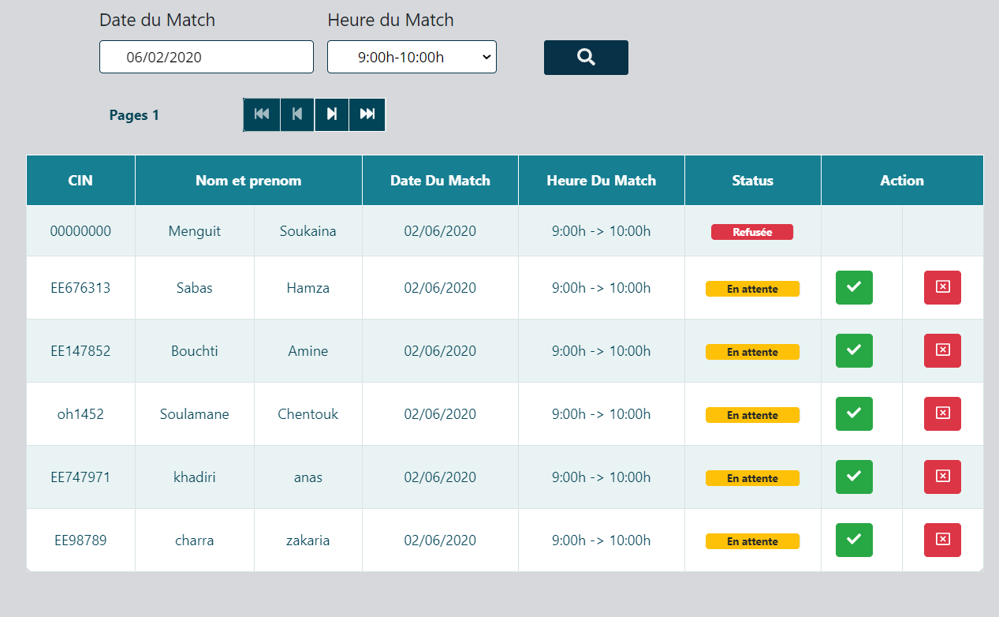 Date du Match Heure du Match
06/02/2020 9:00h-10:00h
Pages 1
CIN Nom et prenom Date Du Match Heure Du Match Status Action
00000000 Menguit Soukaina 02/06/2020 9:00h -> 10:00h Refusée
EE676313 Sabas Hamza 02/06/2020 9:00h -> 10:00h En attente
EE147852 Bouchti Amine 02/06/2020 9:00h -> 10:00h En attente
oh1452 Soulamane Chentouk 02/06/2020 9:00h -> 10:00h En attente
EE747971 khadiri anas 02/06/2020 9:00h -> 10:00h En attente
EE98789 charra zakaria 02/06/2020 9:00h -> 10:00h En attente